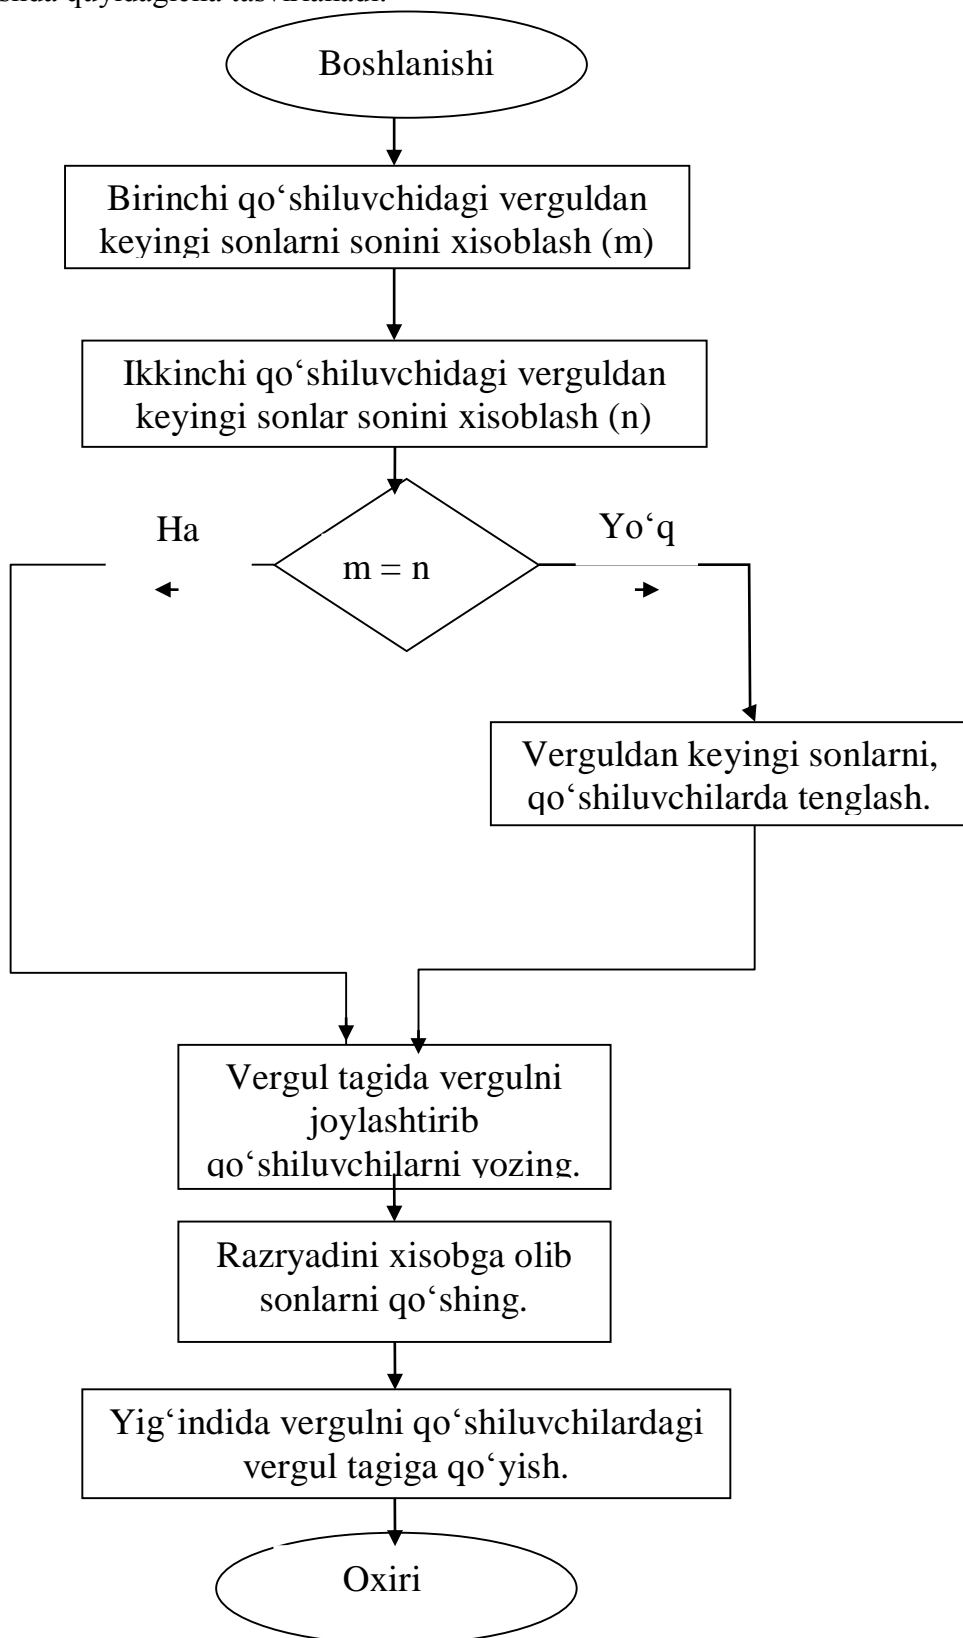 Boshlanishi
Birinchi qo‘shiluvchidagi verguldan
keyingi sonlarni sonini xisoblash (m)
Ikkinchi qo‘shiluvchidagi verguldan
keyingi sonlar sonini xisoblash (n)
Ha
Yo‘q
m = n
Verguldan keyingi sonlarni,
qo‘shiluvchilarda tenglash.
Vergul tagida vergulni
joylashtirib
qo‘shiluvchilarni yozing.
Razryadini xisobga olib
sonlarni qo‘shing.
Yig‘indida vergulni qo‘shiluvchilardagi
vergul tagiga qo‘yish.
Oxiri